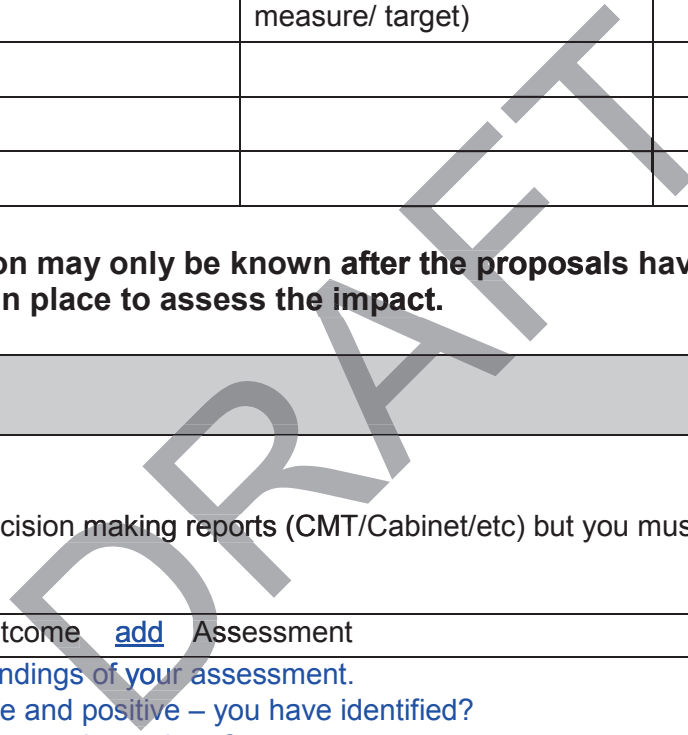 measure/ target)
on may only be known after the proposals hav
n place to assess the impact.
cision making reports (CMT/Cabinet/etc) but you mus
tcome add Assessment
ndings of your assessment.
e and positive – you have identified?
DRAFT